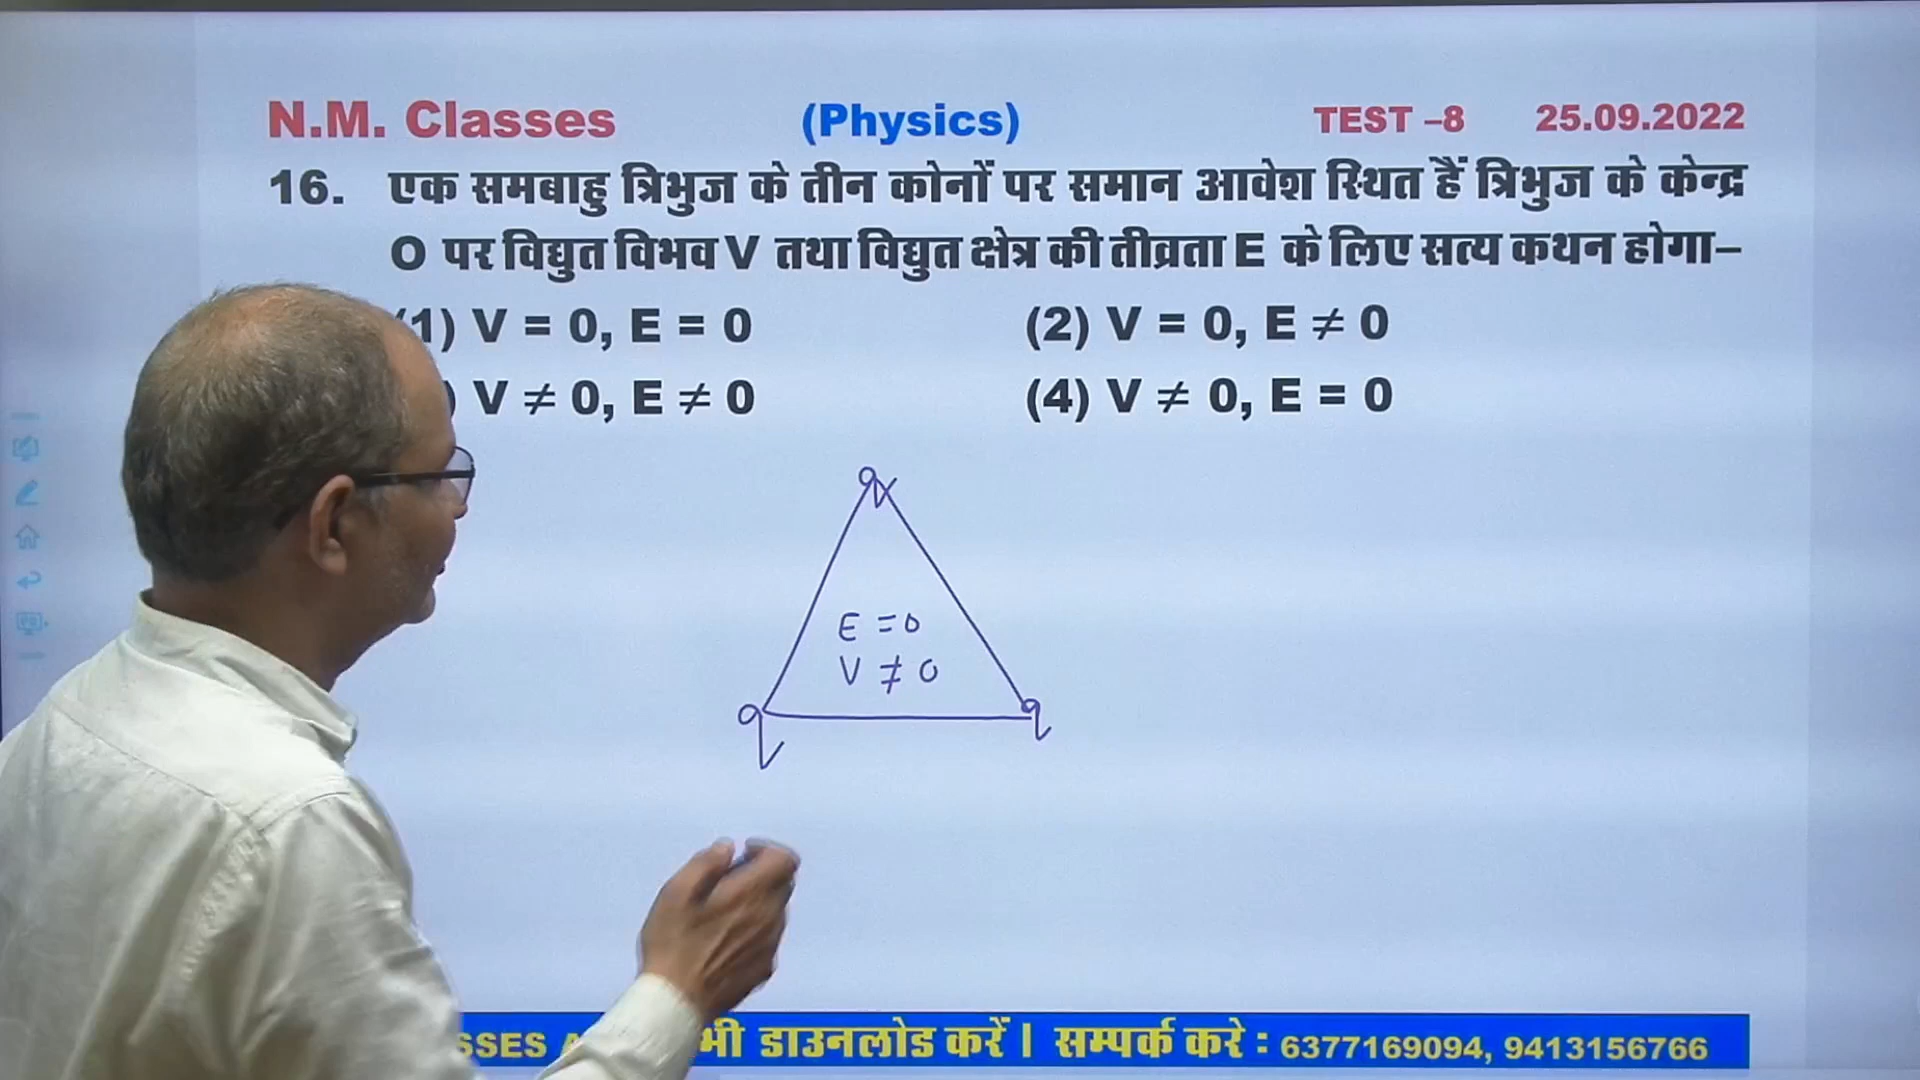 N.M. Classes (Physics) TEST –8 25.09.2022
16. एक समबाहु त्रिभुज के तीन कोनों पर समान आवेश स्थित हैं त्रिभुज के केन्द्र
O पर विद्युत विभव V तथा विद्युत क्षेत्र की तीव्रता E के लिए सत्य कथन होगा–
(1) V = 0, E = 0 (2) V = 0, E ≠ 0
) V ≠ 0, E ≠ 0 (4) V ≠ 0, E = 0
q
E = 0
V ≠ 0
q q
भी डाउनलोड करें । सम्पर्क करे : 6377169094, 9413156766